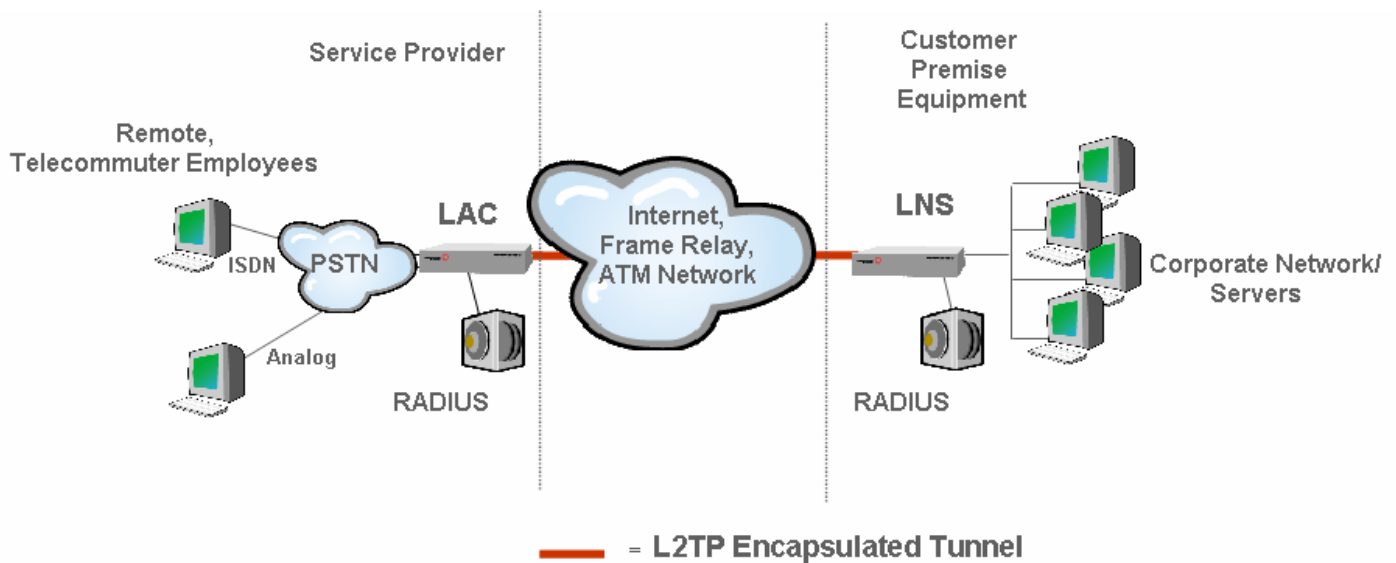 Service Provider
Customer
Premise
Equipment
Remote,
Telecommuter Employees
LAC
LNS
Internet,
Frame Relay,
ATM Network
ISDN
PSTN
Corporate Network/
Servers
Analog
RADIUS
RADIUS
= L2TP Encapsulated Tunnel